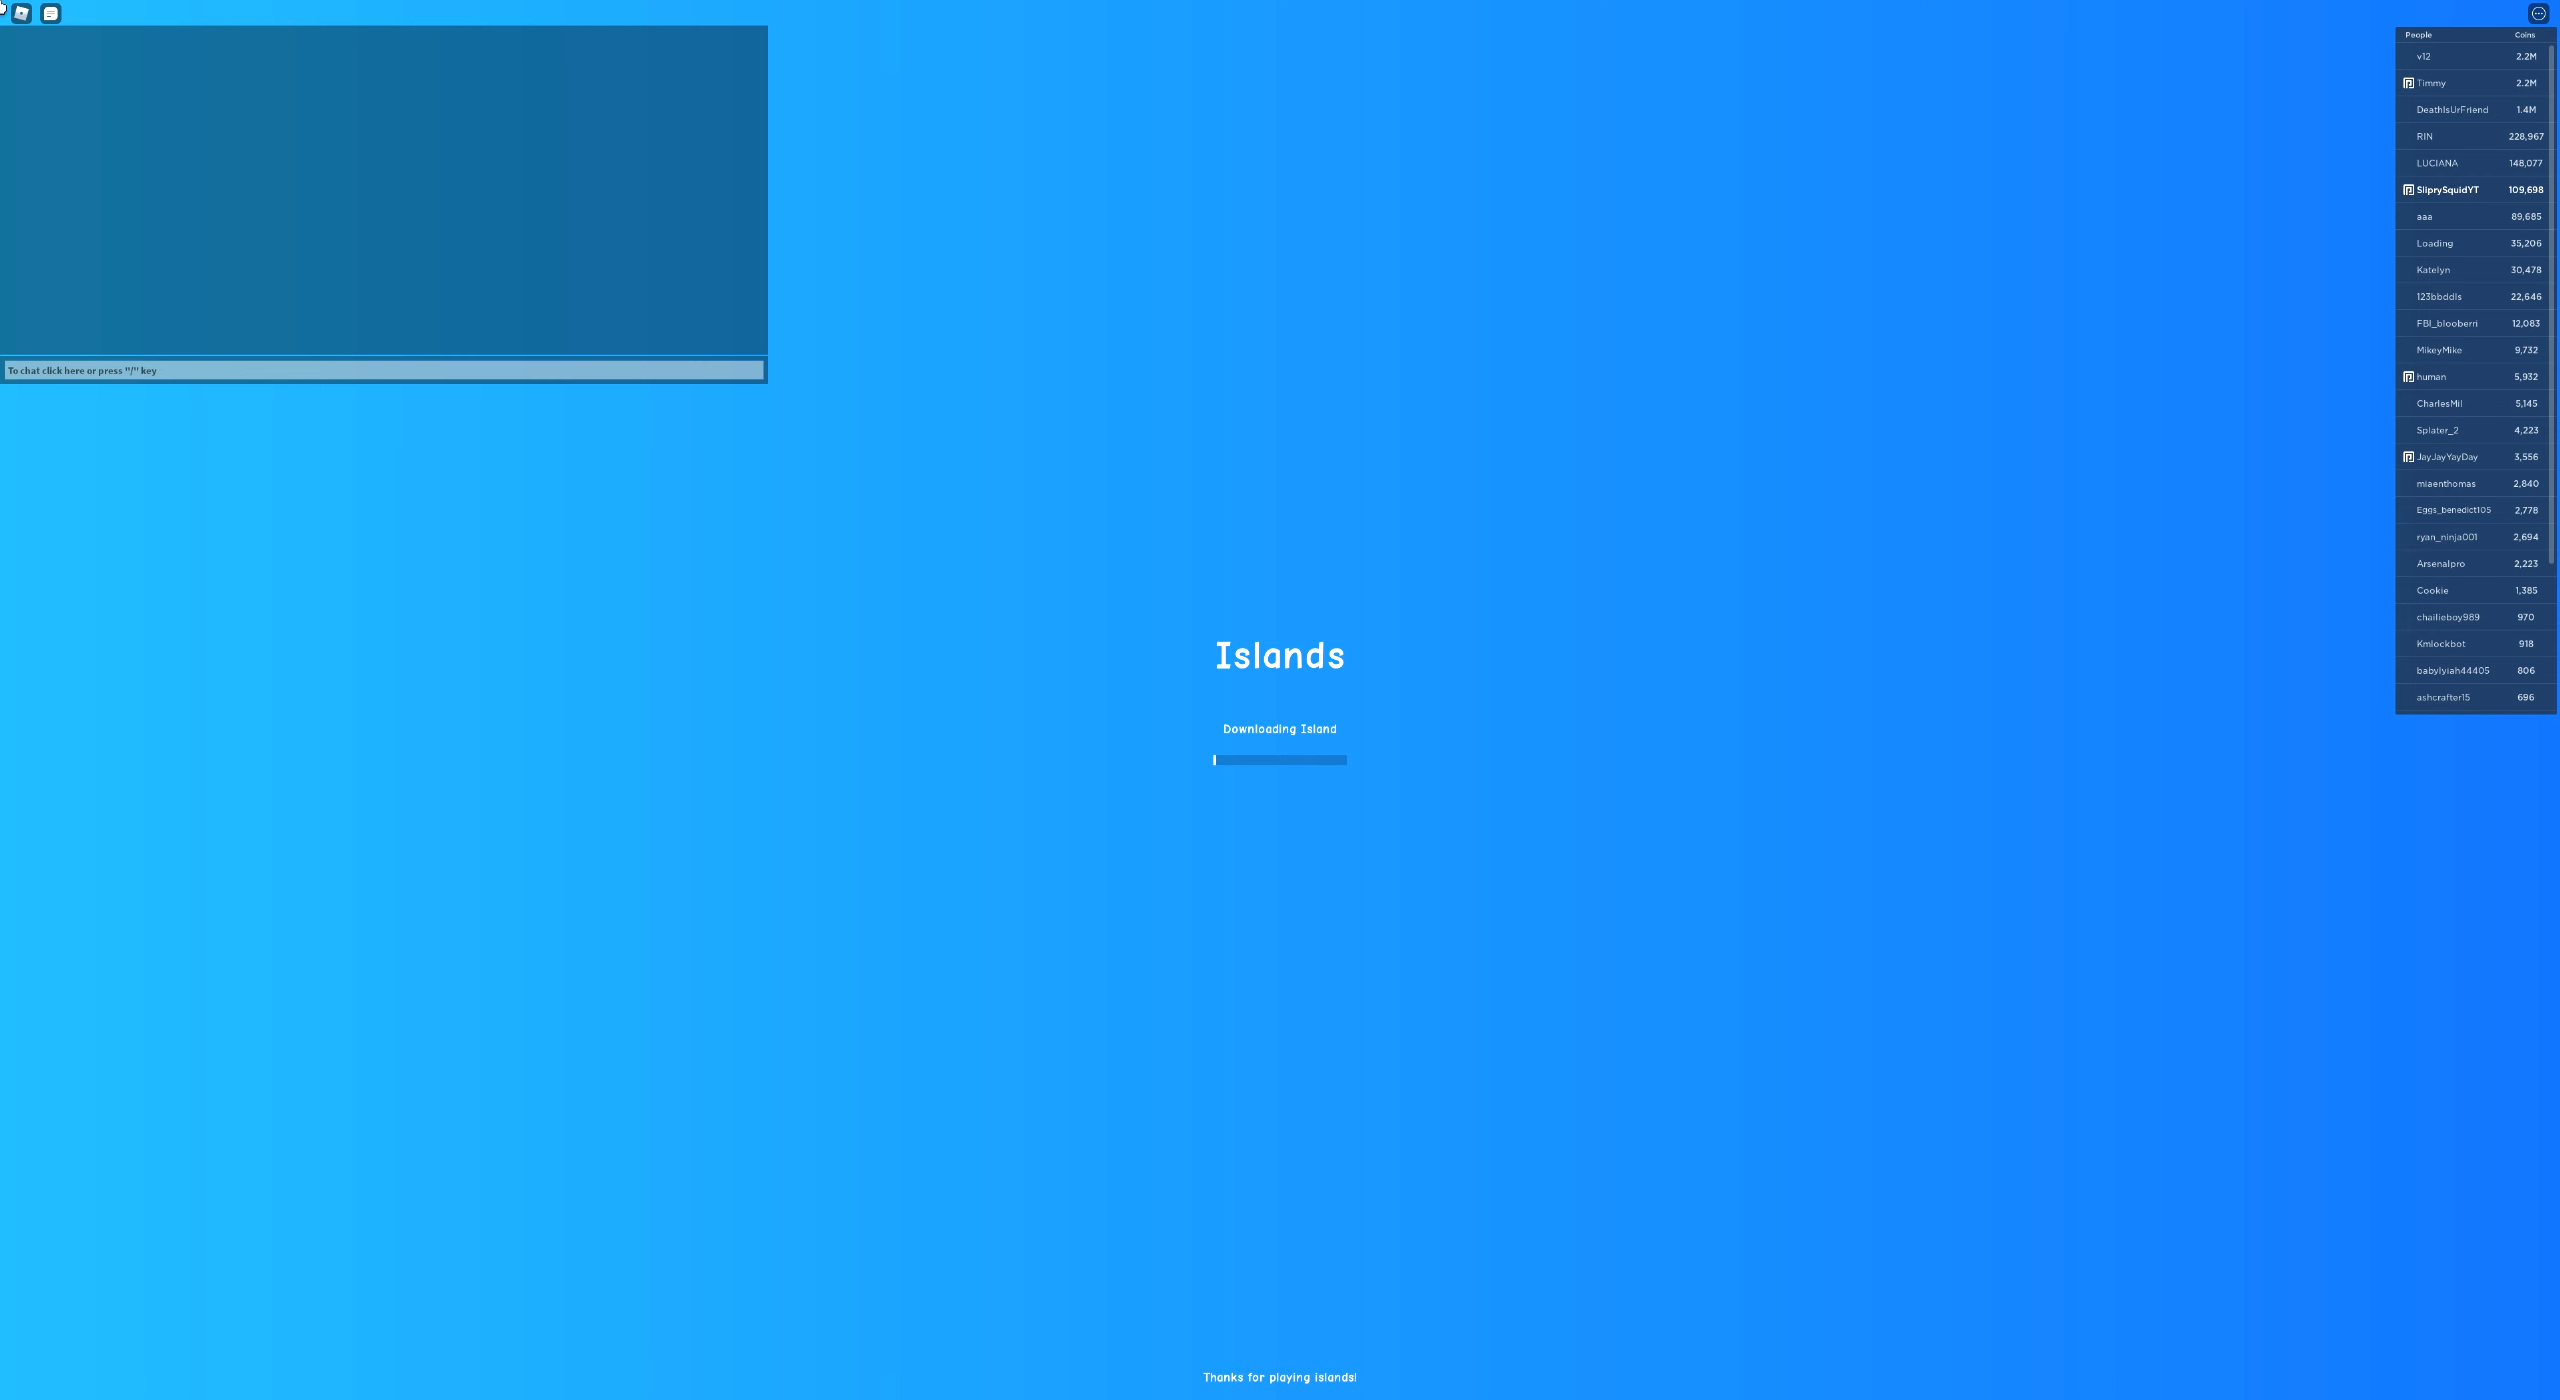 People Coins
v12 2.2M
Timmy 2.2M
DeathIsUrFriend 1.4M
RIN 228,967
LUCIANA 148,077
SliprySquidYT 109,698
aaa 89,685
Loading 35,206
Katelyn 30,478
123bbddls 22,646
FBI_blooberri 12,083
MikeyMike 9,732
human 5,932
CharlesMil 5,145
Splater_2 4,223
JayJayYayDay 3,556
miaenthomas 2,840
Eggs_benedict105 2,778
ryan_ninja001 2,694
Arsenalpro 2,223
Cookie 1,385
chailieboy989 970
Kmlockbot 918
babylyiah44405 806
ashcrafter15 696
To chat click here or press "/" key
Islands
Downloading Island
Thanks for playing islands!